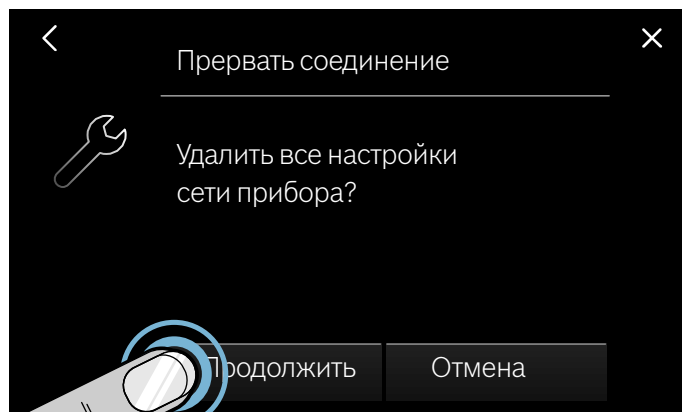 Прервать соединение
Удалить все настройки
сети прибора?
Продолжить Отмена